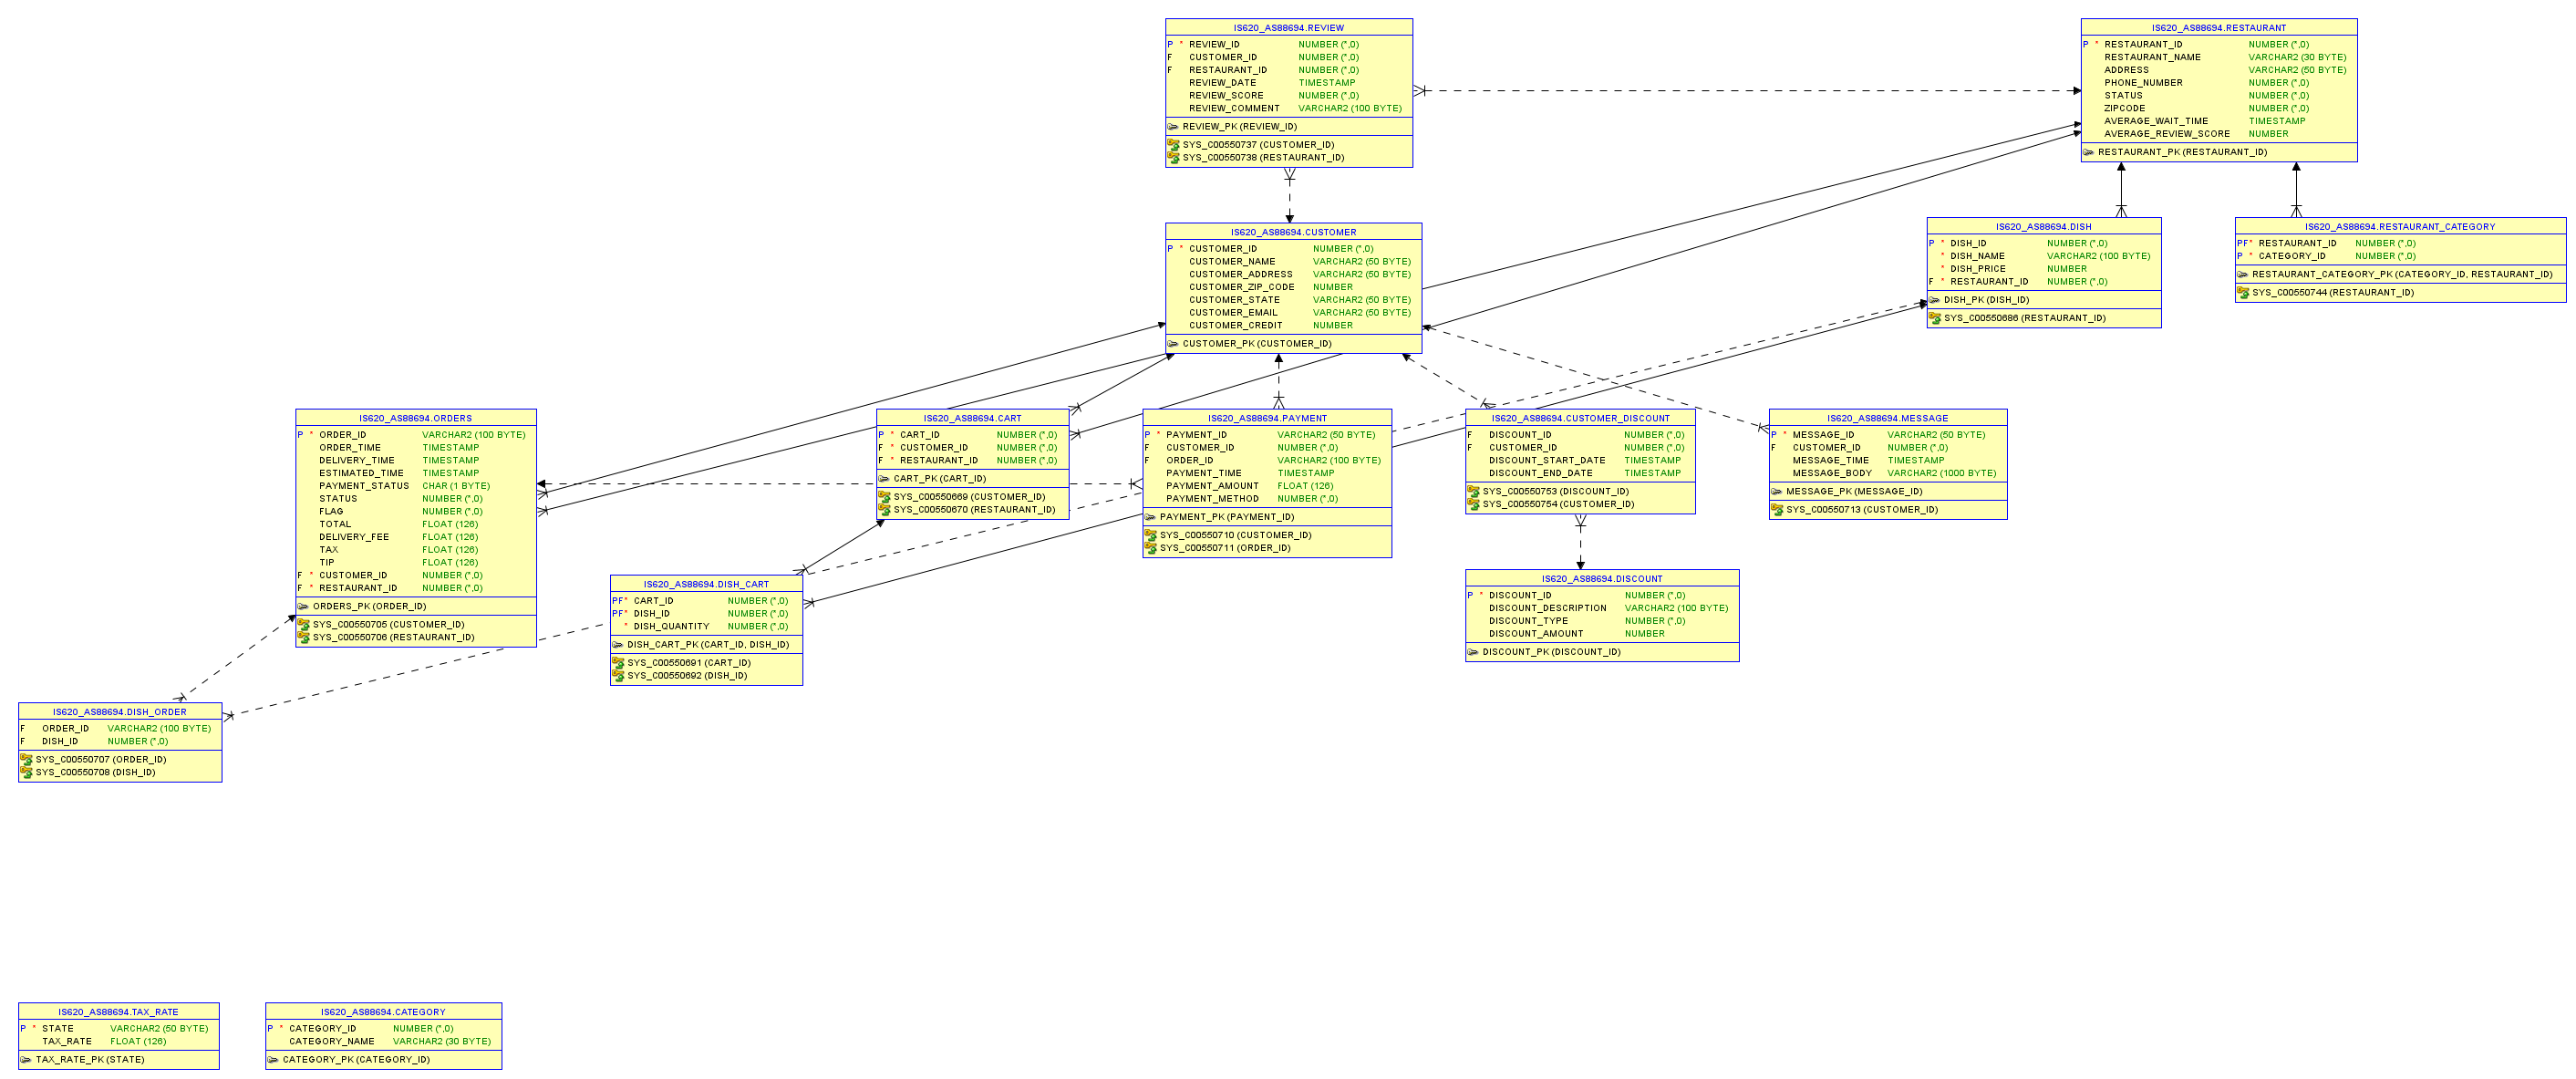 IS620_AS88694.REVIEW
P * REVIEW_ID NUMBER (*,0)
F CUSTOMER_ID NUMBER (*,0)
F RESTAURANT_ID NUMBER (*,0)
REVIEW_DATE TIMESTAMP
REVIEW_SCORE NUMBER (*,0)
REVIEW_COMMENT VARCHAR2 (100 BYTE)
REVIEW_PK (REVIEW_ID)
SYS_C00550737 (CUSTOMER_ID)
SYS_C00550738 (RESTAURANT_ID)
IS620_AS88694.RESTAURANT
P * RESTAURANT_ID NUMBER (*,0)
RESTAURANT_NAME VARCHAR2 (30 BYTE)
ADDRESS VARCHAR2 (50 BYTE)
PHONE_NUMBER NUMBER (*,0)
STATUS NUMBER (*,0)
ZIPCODE NUMBER (*,0)
AVERAGE_WAIT_TIME TIMESTAMP
AVERAGE_REVIEW_SCORE NUMBER
RESTAURANT_PK (RESTAURANT_ID)
IS620_AS88694.CUSTOMER
P * CUSTOMER_ID NUMBER (*,0)
CUSTOMER_NAME VARCHAR2 (50 BYTE)
CUSTOMER_ADDRESS VARCHAR2 (50 BYTE)
CUSTOMER_ZIP_CODE NUMBER
CUSTOMER_STATE VARCHAR2 (50 BYTE)
CUSTOMER_EMAIL VARCHAR2 (50 BYTE)
CUSTOMER_CREDIT NUMBER
CUSTOMER_PK (CUSTOMER_ID)
IS620_AS88694.DISH
P * DISH_ID NUMBER (*,0)
* DISH_NAME VARCHAR2 (100 BYTE)
* DISH_PRICE NUMBER
F * RESTAURANT_ID NUMBER (*,0)
DISH_PK (DISH_ID)
SYS_C00550686 (RESTAURANT_ID)
IS620_AS88694.RESTAURANT_CATEGORY
PF* RESTAURANT_ID NUMBER (*,0)
P * CATEGORY_ID NUMBER (*,0)
RESTAURANT_CATEGORY_PK (CATEGORY_ID, RESTAURANT_ID)
SYS_C00550744 (RESTAURANT_ID)
IS620_AS88694.ORDERS
P * ORDER_ID VARCHAR2 (100 BYTE)
ORDER_TIME TIMESTAMP
DELIVERY_TIME TIMESTAMP
ESTIMATED_TIME TIMESTAMP
PAYMENT_STATUS CHAR (1 BYTE)
STATUS NUMBER (*,0)
FLAG NUMBER (*,0)
TOTAL FLOAT (126)
DELIVERY_FEE FLOAT (126)
TAX FLOAT (126)
TIP FLOAT (126)
F * CUSTOMER_ID NUMBER (*,0)
F * RESTAURANT_ID NUMBER (*,0)
ORDERS_PK (ORDER_ID)
SYS_C00550705 (CUSTOMER_ID)
SYS_C00550706 (RESTAURANT_ID)
IS620_AS88694.CART
P * CART_ID NUMBER (*,0)
F * CUSTOMER_ID NUMBER (*,0)
F * RESTAURANT_ID NUMBER (*,0)
CART_PK (CART_ID)
SYS_C00550669 (CUSTOMER_ID)
SYS_C00550670 (RESTAURANT_ID)
IS620_AS88694.PAYMENT
P * PAYMENT_ID VARCHAR2 (50 BYTE)
F CUSTOMER_ID NUMBER (*,0)
F ORDER_ID VARCHAR2 (100 BYTE)
PAYMENT_TIME TIMESTAMP
PAYMENT_AMOUNT FLOAT (126)
PAYMENT_METHOD NUMBER (*,0)
PAYMENT_PK (PAYMENT_ID)
SYS_C00550710 (CUSTOMER_ID)
SYS_C00550711 (ORDER_ID)
IS620_AS88694.CUSTOMER_DISCOUNT
F DISCOUNT_ID NUMBER (*,0)
F CUSTOMER_ID NUMBER (*,0)
DISCOUNT_START_DATE TIMESTAMP
DISCOUNT_END_DATE TIMESTAMP
SYS_C00550753 (DISCOUNT_ID)
SYS_C00550754 (CUSTOMER_ID)
IS620_AS88694.MESSAGE
P * MESSAGE_ID VARCHAR2 (50 BYTE)
F CUSTOMER_ID NUMBER (*,0)
MESSAGE_TIME TIMESTAMP
MESSAGE_BODY VARCHAR2 (1000 BYTE)
MESSAGE_PK (MESSAGE_ID)
SYS_C00550713 (CUSTOMER_ID)
IS620_AS88694.DISH_CART
PF* CART_ID NUMBER (*,0)
PF* DISH_ID NUMBER (*,0)
* DISH_QUANTITY NUMBER (*,0)
DISH_CART_PK (CART_ID, DISH_ID)
SYS_C00550691 (CART_ID)
SYS_C00550692 (DISH_ID)
IS620_AS88694.DISCOUNT
P * DISCOUNT_ID NUMBER (*,0)
DISCOUNT_DESCRIPTION VARCHAR2 (100 BYTE)
DISCOUNT_TYPE NUMBER (*,0)
DISCOUNT_AMOUNT NUMBER
DISCOUNT_PK (DISCOUNT_ID)
IS620_AS88694.DISH_ORDER
F ORDER_ID VARCHAR2 (100 BYTE)
F DISH_ID NUMBER (*,0)
SYS_C00550707 (ORDER_ID)
SYS_C00550708 (DISH_ID)
IS620_AS88694.TAX_RATE
P * STATE VARCHAR2 (50 BYTE)
TAX_RATE FLOAT (126)
TAX_RATE_PK (STATE)
IS620_AS88694.CATEGORY
P * CATEGORY_ID NUMBER (*,0)
CATEGORY_NAME VARCHAR2 (30 BYTE)
CATEGORY_PK (CATEGORY_ID)